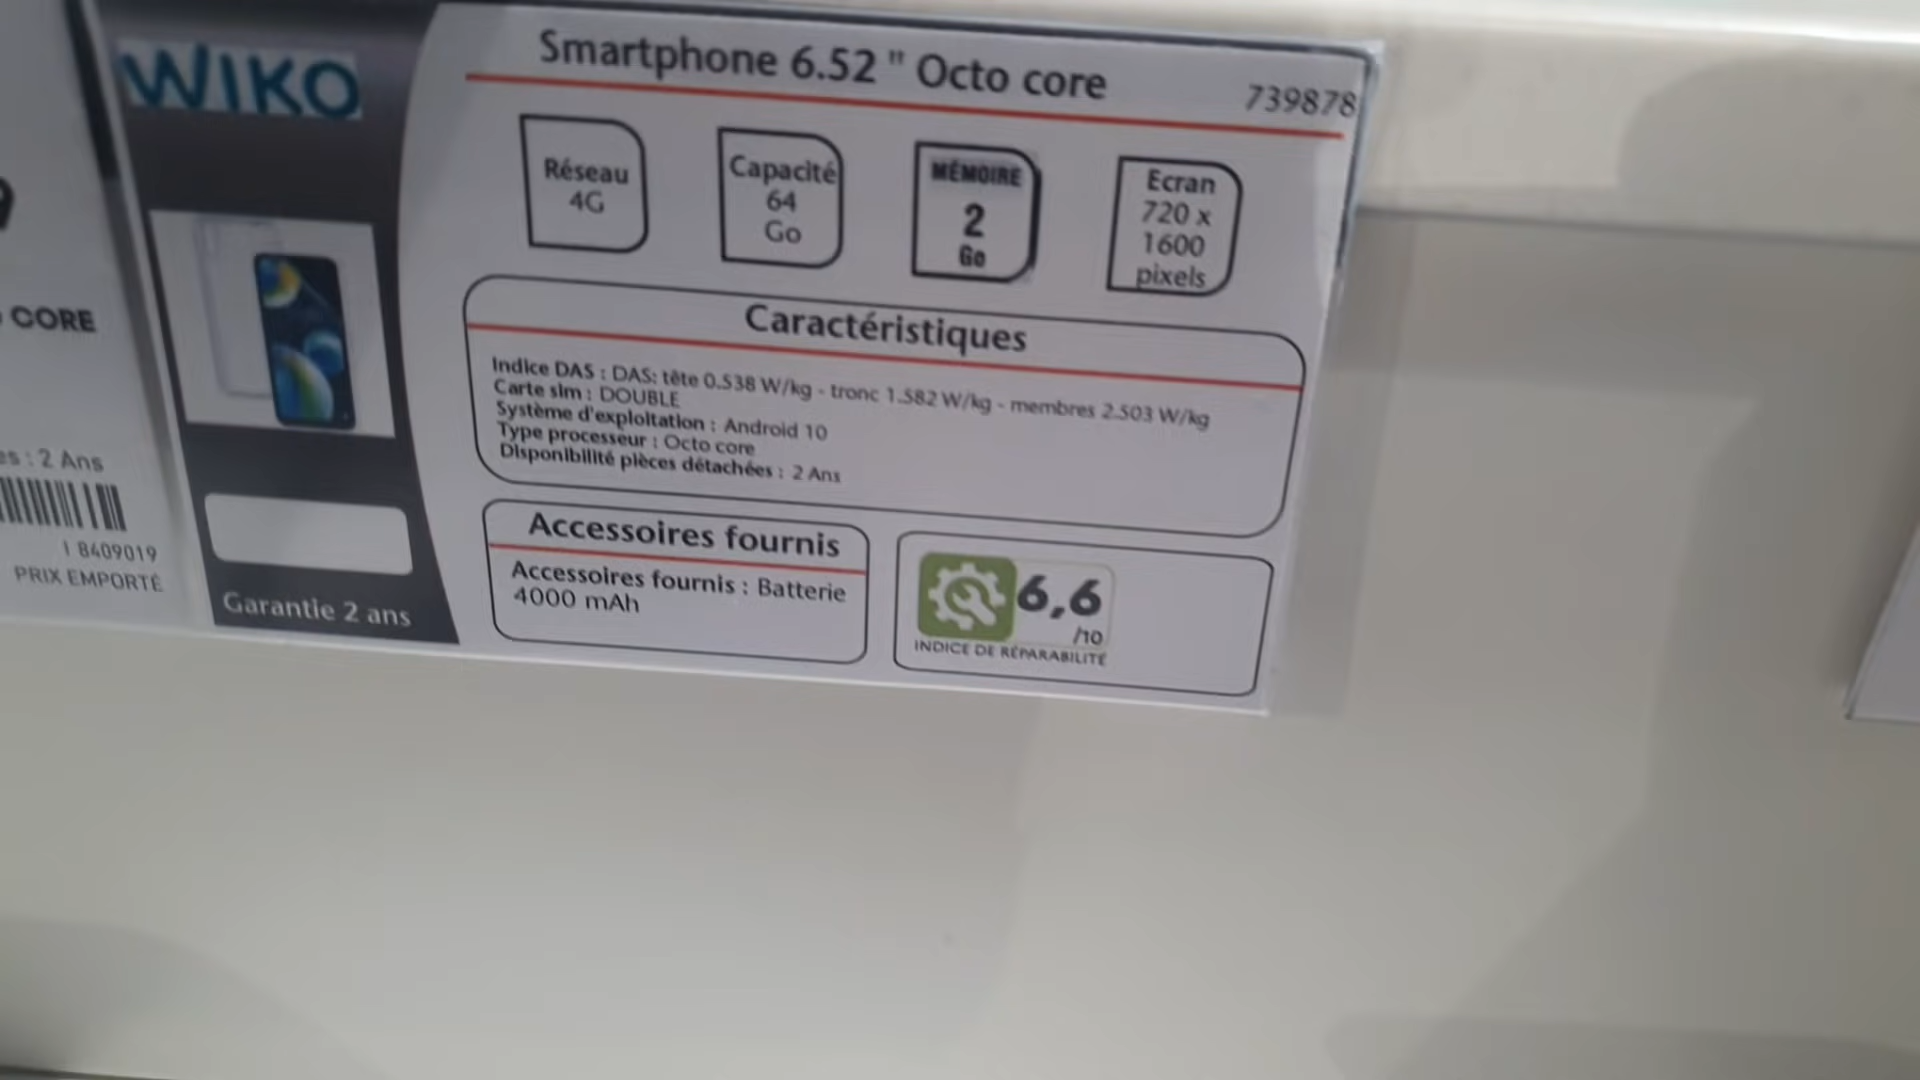 WIKO
Smartphone 6.52 " Octo core
739878
Réseau
4G
Capacité
64
Go
MÉMOIRE
2
Go
Ecran
720 x
1600
pixels
Caractéristiques
Indice DAS : DAS: tête 0.538 W/kg - tronc 1.582 W/kg - membres 2.503 W/kg
Carte sim : DOUBLE
Système d'exploitation : Android 10
Type processeur : Octo core
Disponibilité pièces détachées : 2 Ans
Accessoires fournis
Accessoires fournis : Batterie
4000 mAh
6,6
/10
INDICE DE RÉPARABILITÉ
Garantie 2 ans
CORE
es : 2 Ans
I 8409019
PRIX EMPORTÉ